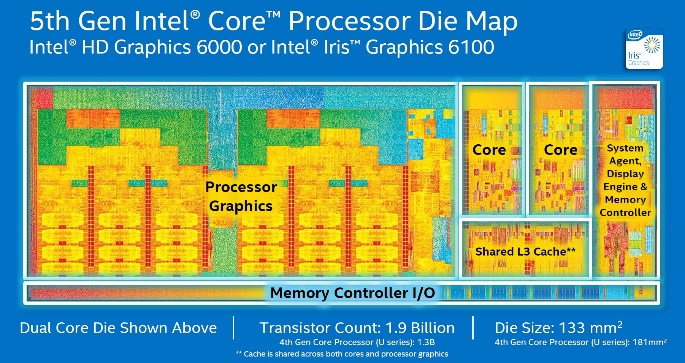 5th Gen Intel® Core™ Processor Die Map
Intel® HD Graphics 6000 or Intel® Iris™ Graphics 6100
intel
Iris
Graphics
Processor
Graphics
Core
Core
System
Agent,
Display
Engine &
Memory
Controller
Shared L3 Cache**
Memory Controller I/O
Dual Core Die Shown Above
Transistor Count: 1.9 Billion
4th Gen Core Processor (U series): 1.3B
Die Size: 133 mm²
4th Gen Core Processor (U series): 181mm²
** Cache is shared across both cores and processor graphics